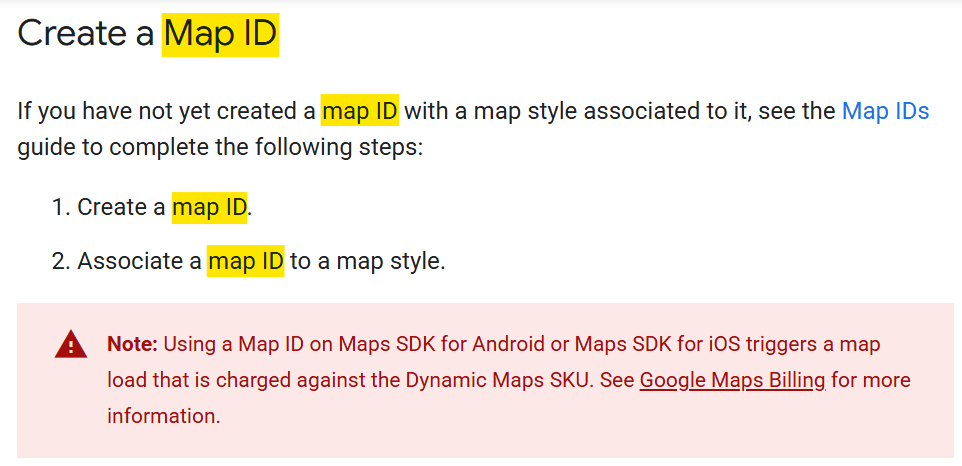 Create a Map ID
If you have not yet created a map ID with a map style associated to it, see the Map IDs
guide to complete the following steps:
1. Create a map ID.
2. Associate a map ID to a map style.
Note: Using a Map ID on Maps SDK for Android or Maps SDK for iOS triggers a map
load that is charged against the Dynamic Maps SKU. See Google Maps Billing for more
information.